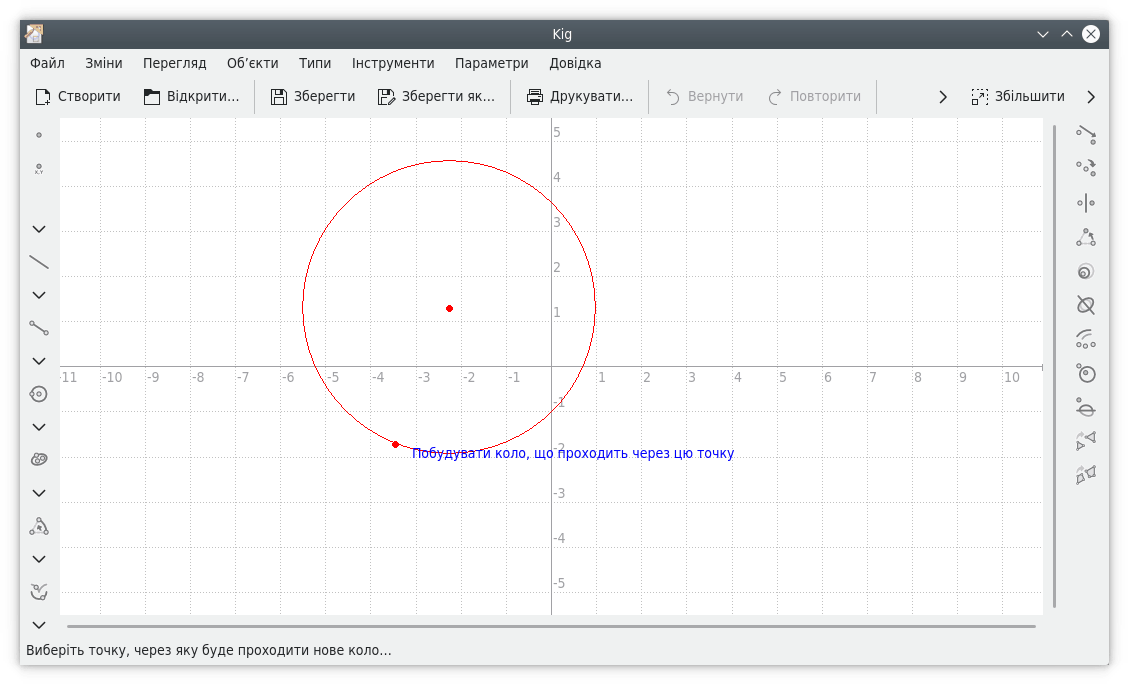 Kig
Файл Зміни Перегляд Об’єкти Типи Інструменти Параметри Довідка
Створити Відкрити... Зберегти Зберегти як... Друкувати... Вернути Повторити Збільшити
X,Y
5
4
3
2
1
-11 -10 -9 -8 -7 -6 -5 -4 -3 -2 -1 1 2 3 4 5 6 7 8 9 10
-1
-2
Побудувати коло, що проходить через цю точку
-3
-4
-5
Виберіть точку, через яку буде проходити нове коло...